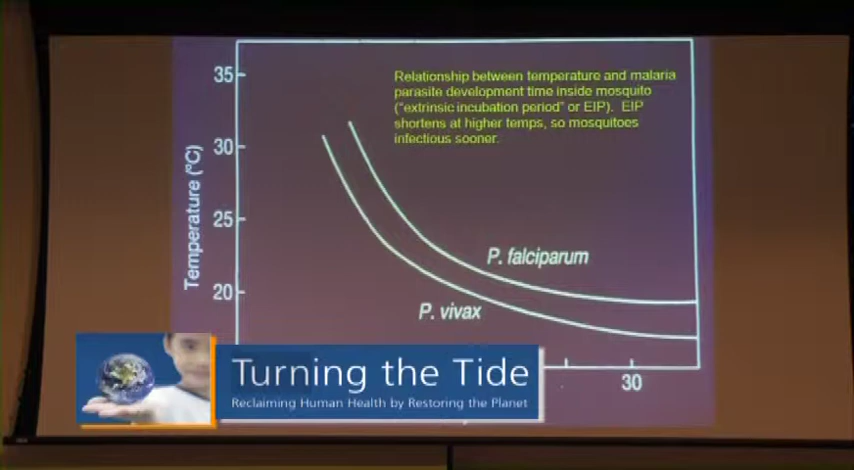 35
Relationship between temperature and malaria
parasite development time inside mosquito
("extrinsic incubation period" or EIP). EIP
shortens at higher temps, so mosquitoes
infectious sooner.
30
Temperature (°C)
25
P. falciparum
20
P. vivax
30
Turning the Tide
Reclaiming Human Health by Restoring the Planet